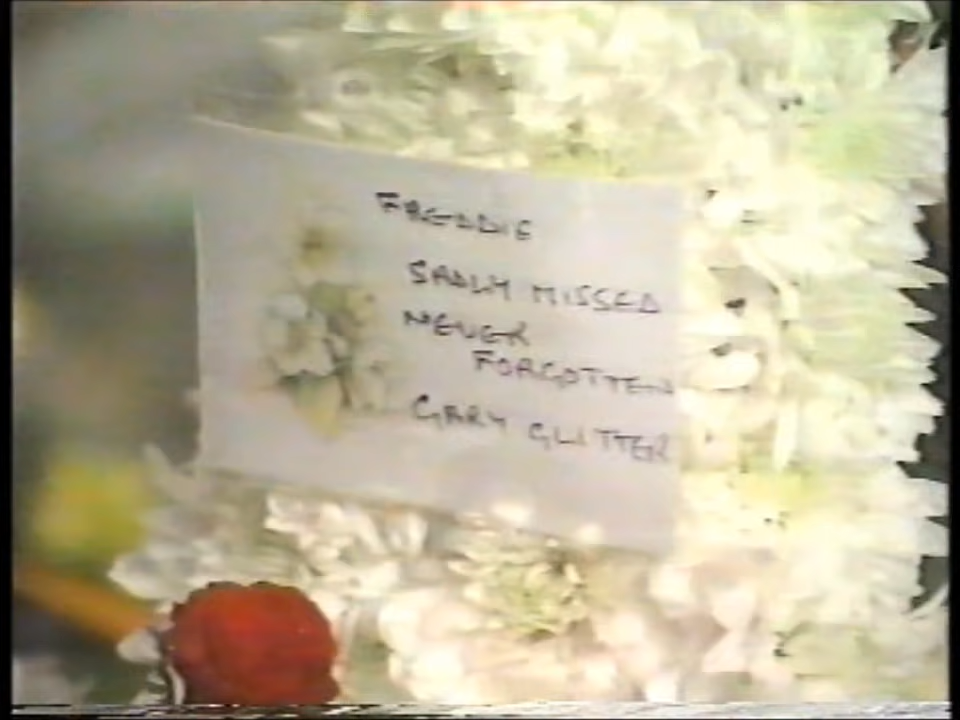 FREDDIE
SADLY MISSED
NEVER
FORGOTTEN
GARY GLITTER